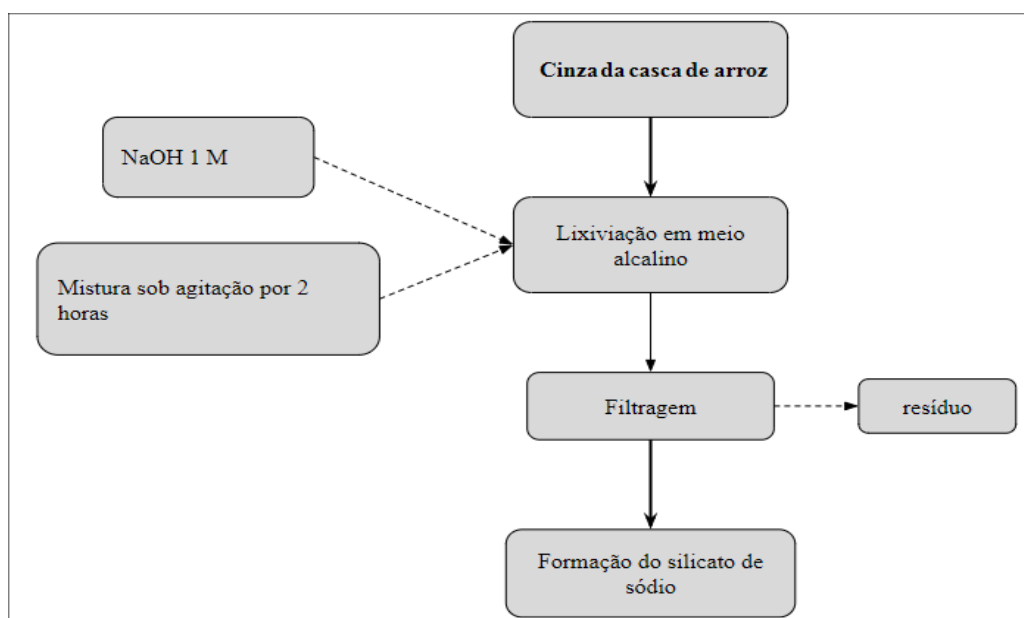 Cinza da casca de arroz
NaOH 1 M
Lixiviação em meio
alcalino
Mistura sob agitação por 2
horas
Filtragem
resíduo
Formação do silicato de
sódio